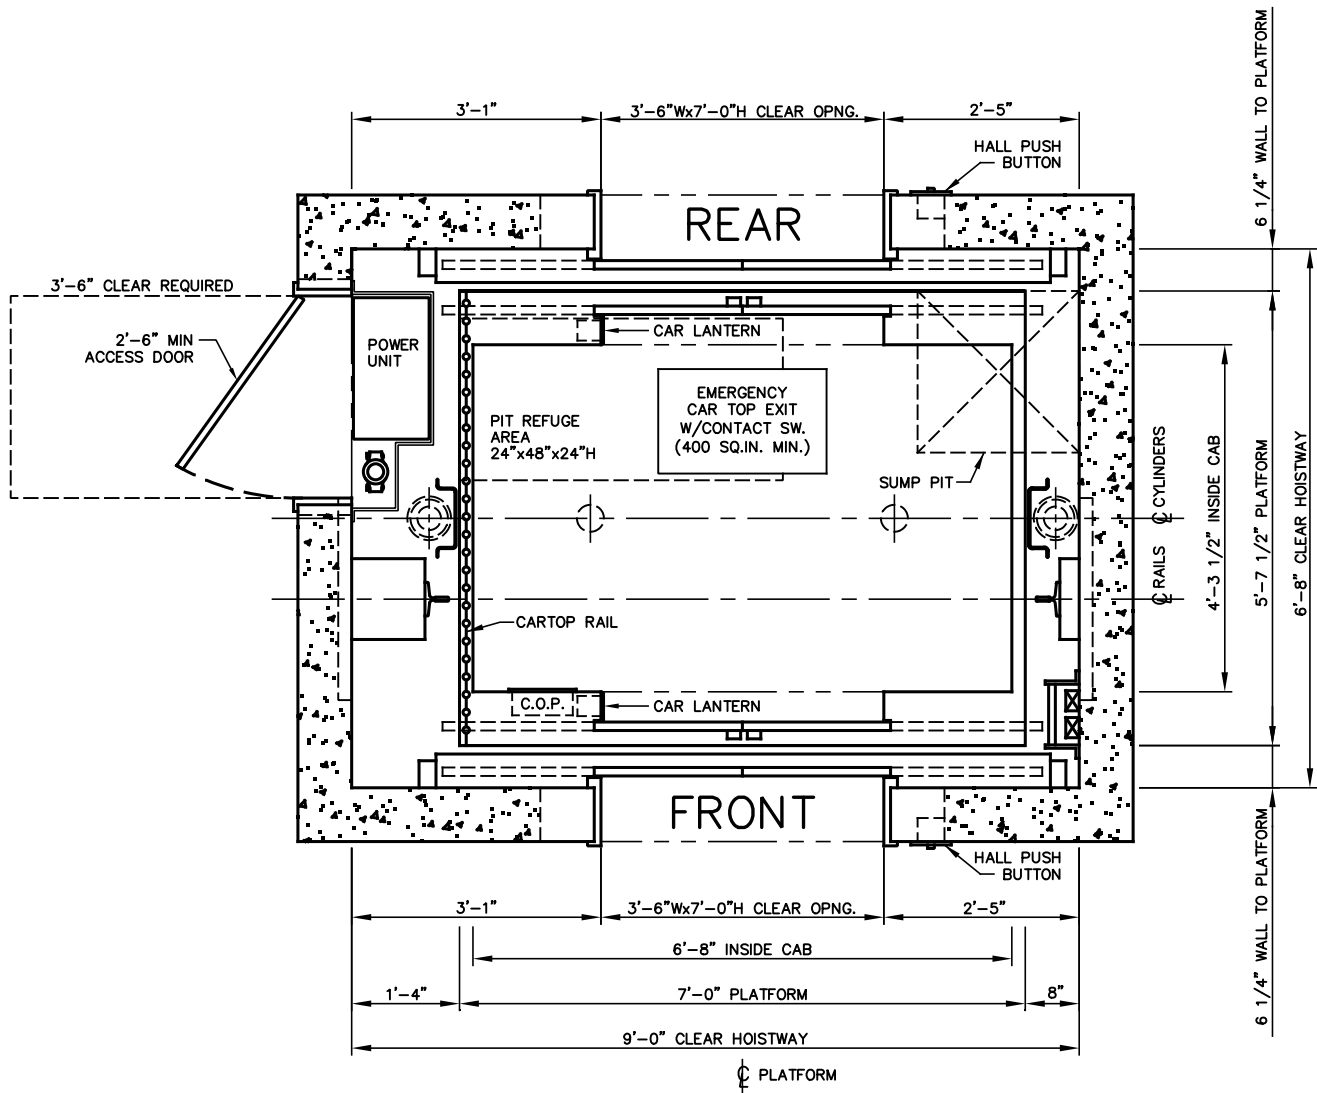 3'-1"
3'-6"Wx7'-0"H CLEAR OPNG.
2'-5"
6 1/4" WALL TO PLATFORM
HALL PUSH
BUTTON
REAR
3'-6" CLEAR REQUIRED
2'-6" MIN
ACCESS DOOR
POWER
UNIT
CAR LANTERN
EMERGENCY
CAR TOP EXIT
W/CONTACT SW.
(400 SQ.IN. MIN.)
PIT REFUGE
AREA
24"x48"x24"H
SUMP PIT
℄ CYLINDERS
℄ RAILS
4'-3 1/2" INSIDE CAB
5'-7 1/2" PLATFORM
6'-8" CLEAR HOISTWAY
CARTOP RAIL
C.O.P.
CAR LANTERN
FRONT
HALL PUSH
BUTTON
6 1/4" WALL TO PLATFORM
3'-1"
3'-6"Wx7'-0"H CLEAR OPNG.
2'-5"
6'-8" INSIDE CAB
1'-4"
7'-0" PLATFORM
8"
9'-0" CLEAR HOISTWAY
℄ PLATFORM